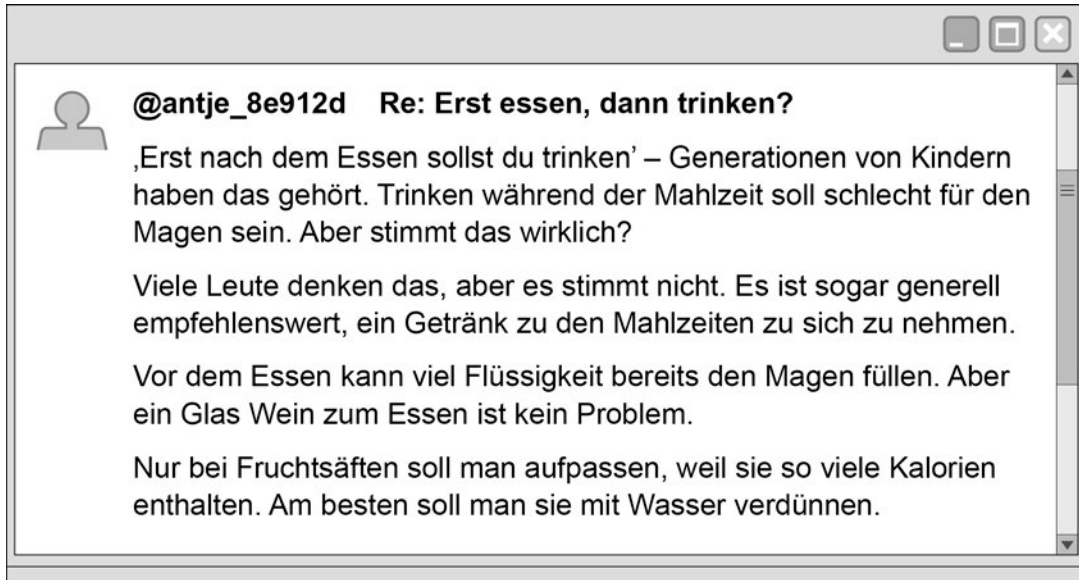 @antje_8e912d Re: Erst essen, dann trinken?
‚Erst nach dem Essen sollst du trinken’ – Generationen von Kindern
haben das gehört. Trinken während der Mahlzeit soll schlecht für den
Magen sein. Aber stimmt das wirklich?
Viele Leute denken das, aber es stimmt nicht. Es ist sogar generell
empfehlenswert, ein Getränk zu den Mahlzeiten zu sich zu nehmen.
Vor dem Essen kann viel Flüssigkeit bereits den Magen füllen. Aber
ein Glas Wein zum Essen ist kein Problem.
Nur bei Fruchtsäften soll man aufpassen, weil sie so viele Kalorien
enthalten. Am besten soll man sie mit Wasser verdünnen.